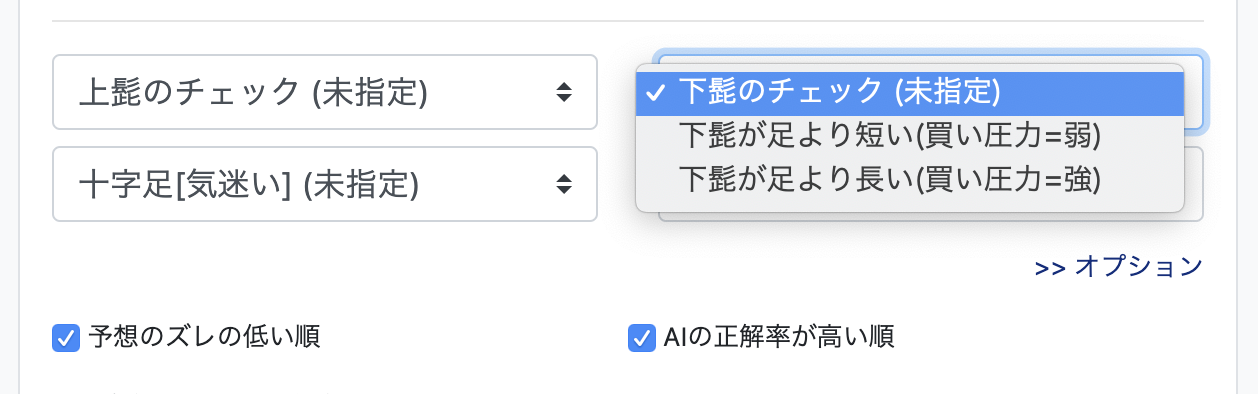 上髭のチェック (未指定)
下髭のチェック (未指定)
下髭が足より短い(買い圧力=弱)
下髭が足より長い(買い圧力=強)
十字足[気迷い] (未指定)
>> オプション
予想のズレの低い順
AIの正解率が高い順